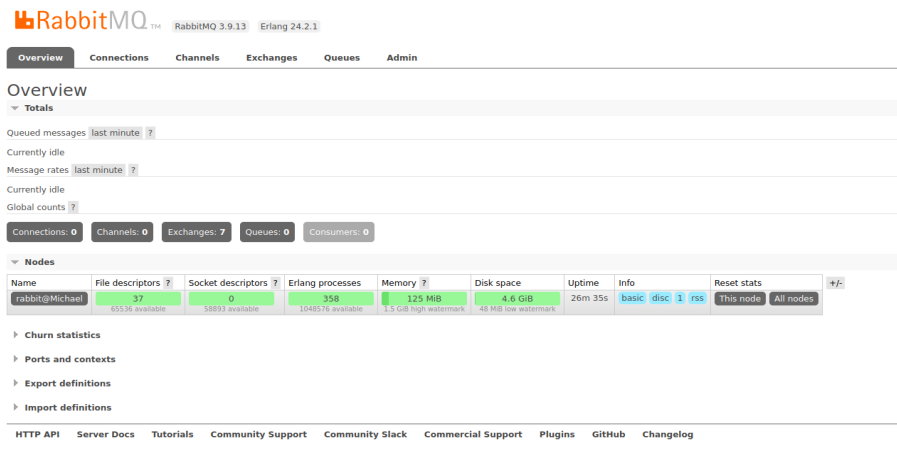 RabbitMQ TM RabbitMQ 3.9.13 Erlang 24.2.1
Overview Connections Channels Exchanges Queues Admin
Overview
Totals
Queued messages last minute ?
Currently idle
Message rates last minute ?
Currently idle
Global counts ?
Connections: 0 Channels: 0 Exchanges: 7 Queues: 0 Consumers: 0
Nodes
Name File descriptors ? Socket descriptors ? Erlang processes Memory ? Disk space Uptime Info Reset stats +/-
rabbit@Michael 37 0 358 125 MiB 4.6 GiB 26m 35s basic disc 1 rss This node All nodes
65536 available 58893 available 1048576 available 1.5 GiB high watermark 48 MiB low watermark
Churn statistics
Ports and contexts
Export definitions
Import definitions
HTTP API Server Docs Tutorials Community Support Community Slack Commercial Support Plugins GitHub Changelog